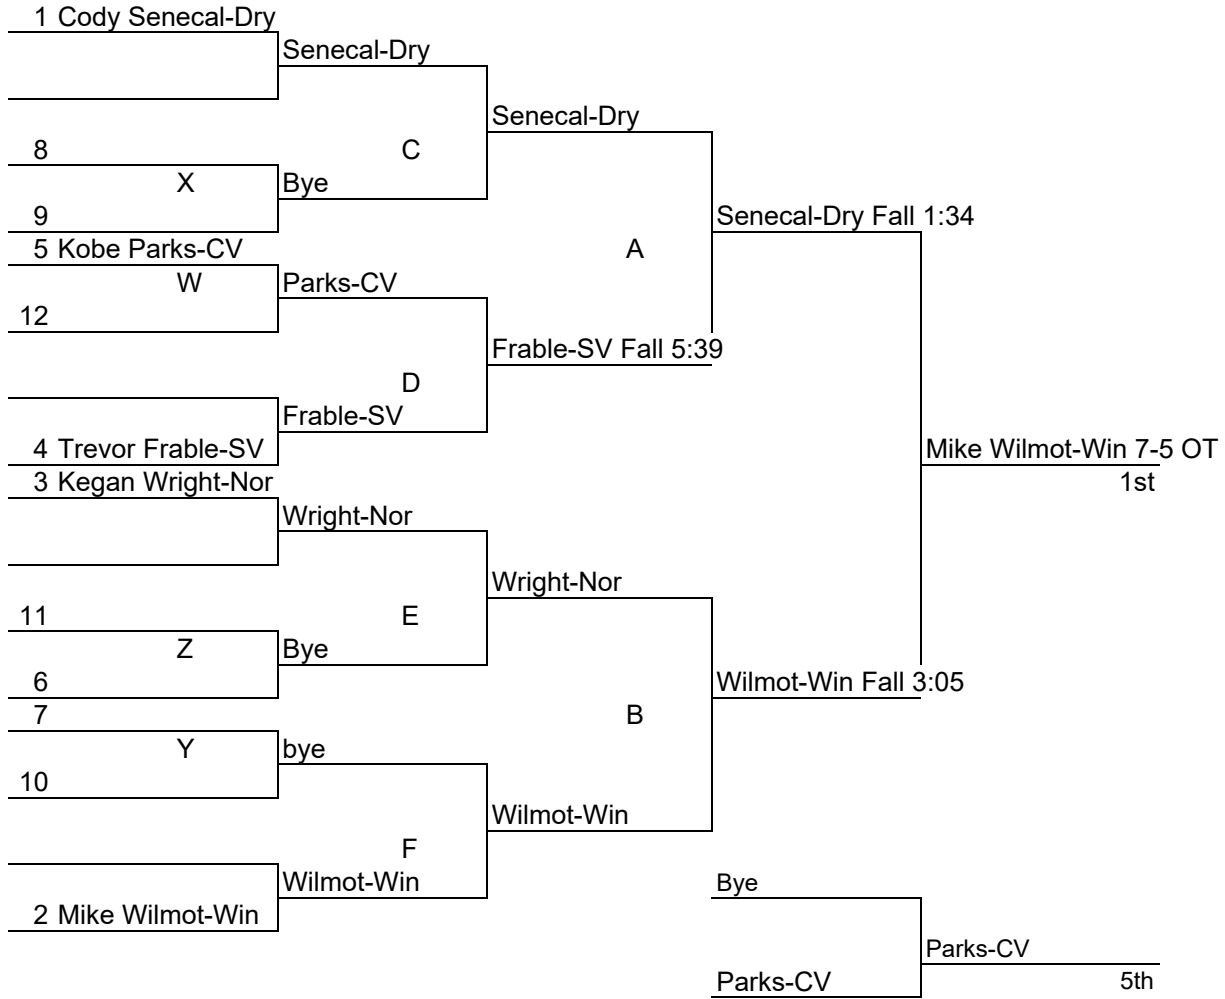 1 Cody Senecal-Dry
Senecal-Dry
Senecal-Dry
8
C
X
Bye
9
Senecal-Dry Fall 1:34
5 Kobe Parks-CV
A
W
Parks-CV
12
Frable-SV Fall 5:39
D
Frable-SV
4 Trevor Frable-SV
Mike Wilmot-Win 7-5 OT
3 Kegan Wright-Nor
1st
Wright-Nor
Wright-Nor
11
E
Z
Bye
6
Wilmot-Win Fall 3:05
7
B
Y
bye
10
Wilmot-Win
F
Wilmot-Win
Bye
2 Mike Wilmot-Win
Parks-CV
Parks-CV
5th